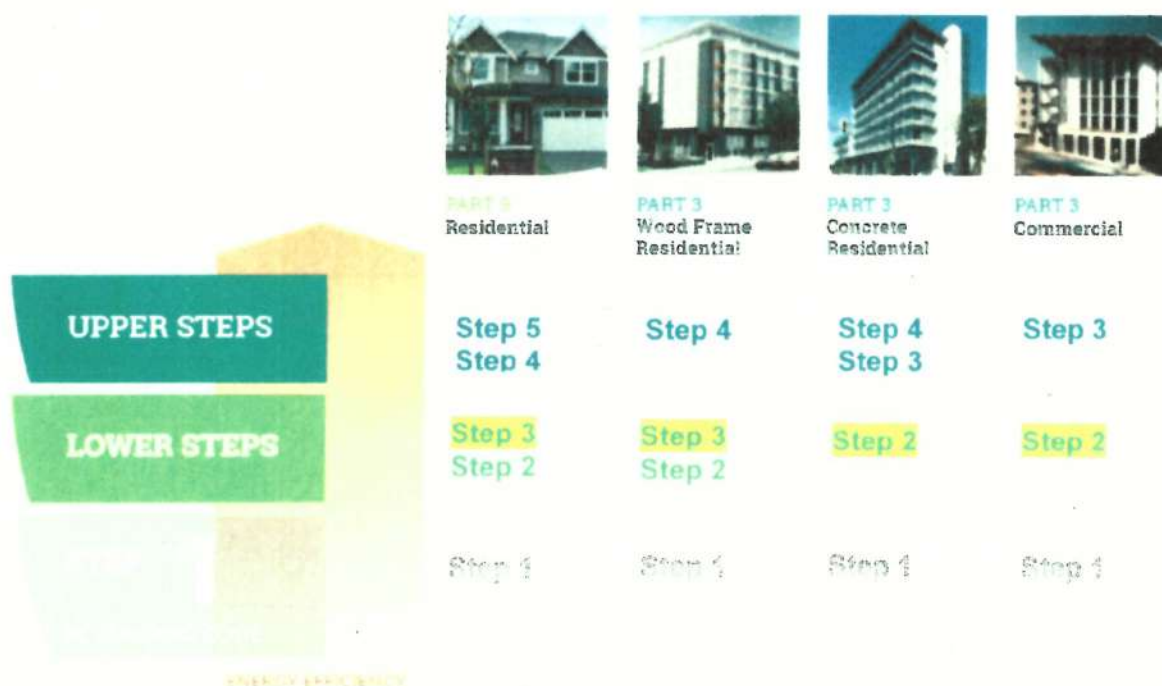 PART 9
Residential
PART 3
Wood Frame
Residential
PART 3
Concrete
Residential
PART 3
Commercial
UPPER STEPS
Step 5
Step 4
Step 4
Step 4
Step 3
Step 3
LOWER STEPS
Step 3
Step 2
Step 3
Step 2
Step 2
Step 2
Step 1
Step 1
Step 1
Step 1
ENERGY EFFICIENCY